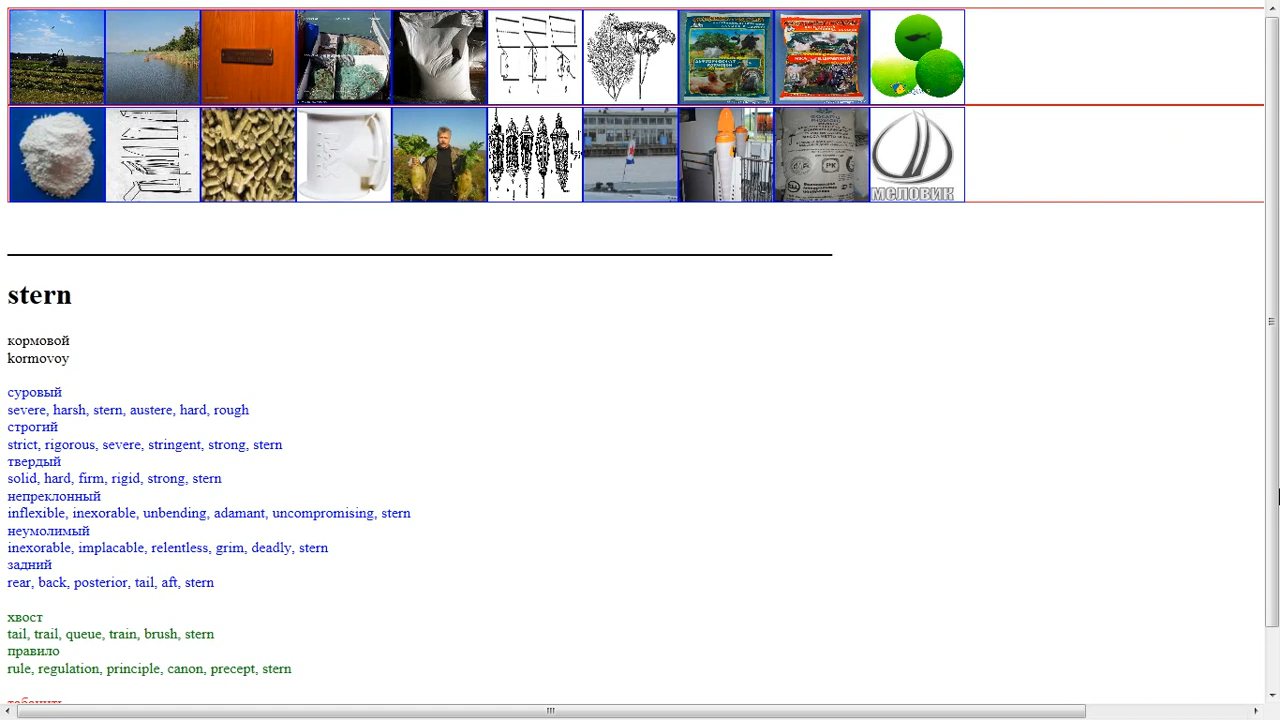 МЕЛОВИК
stern
кормовой
kormovoy
суровый
severe, harsh, stern, austere, hard, rough
строгий
strict, rigorous, severe, stringent, strong, stern
твердый
solid, hard, firm, rigid, strong, stern
непреклонный
inflexible, inexorable, unbending, adamant, uncompromising, stern
неумолимый
inexorable, implacable, relentless, grim, deadly, stern
задний
rear, back, posterior, tail, aft, stern
хвост
tail, trail, queue, train, brush, stern
правило
rule, regulation, principle, canon, precept, stern